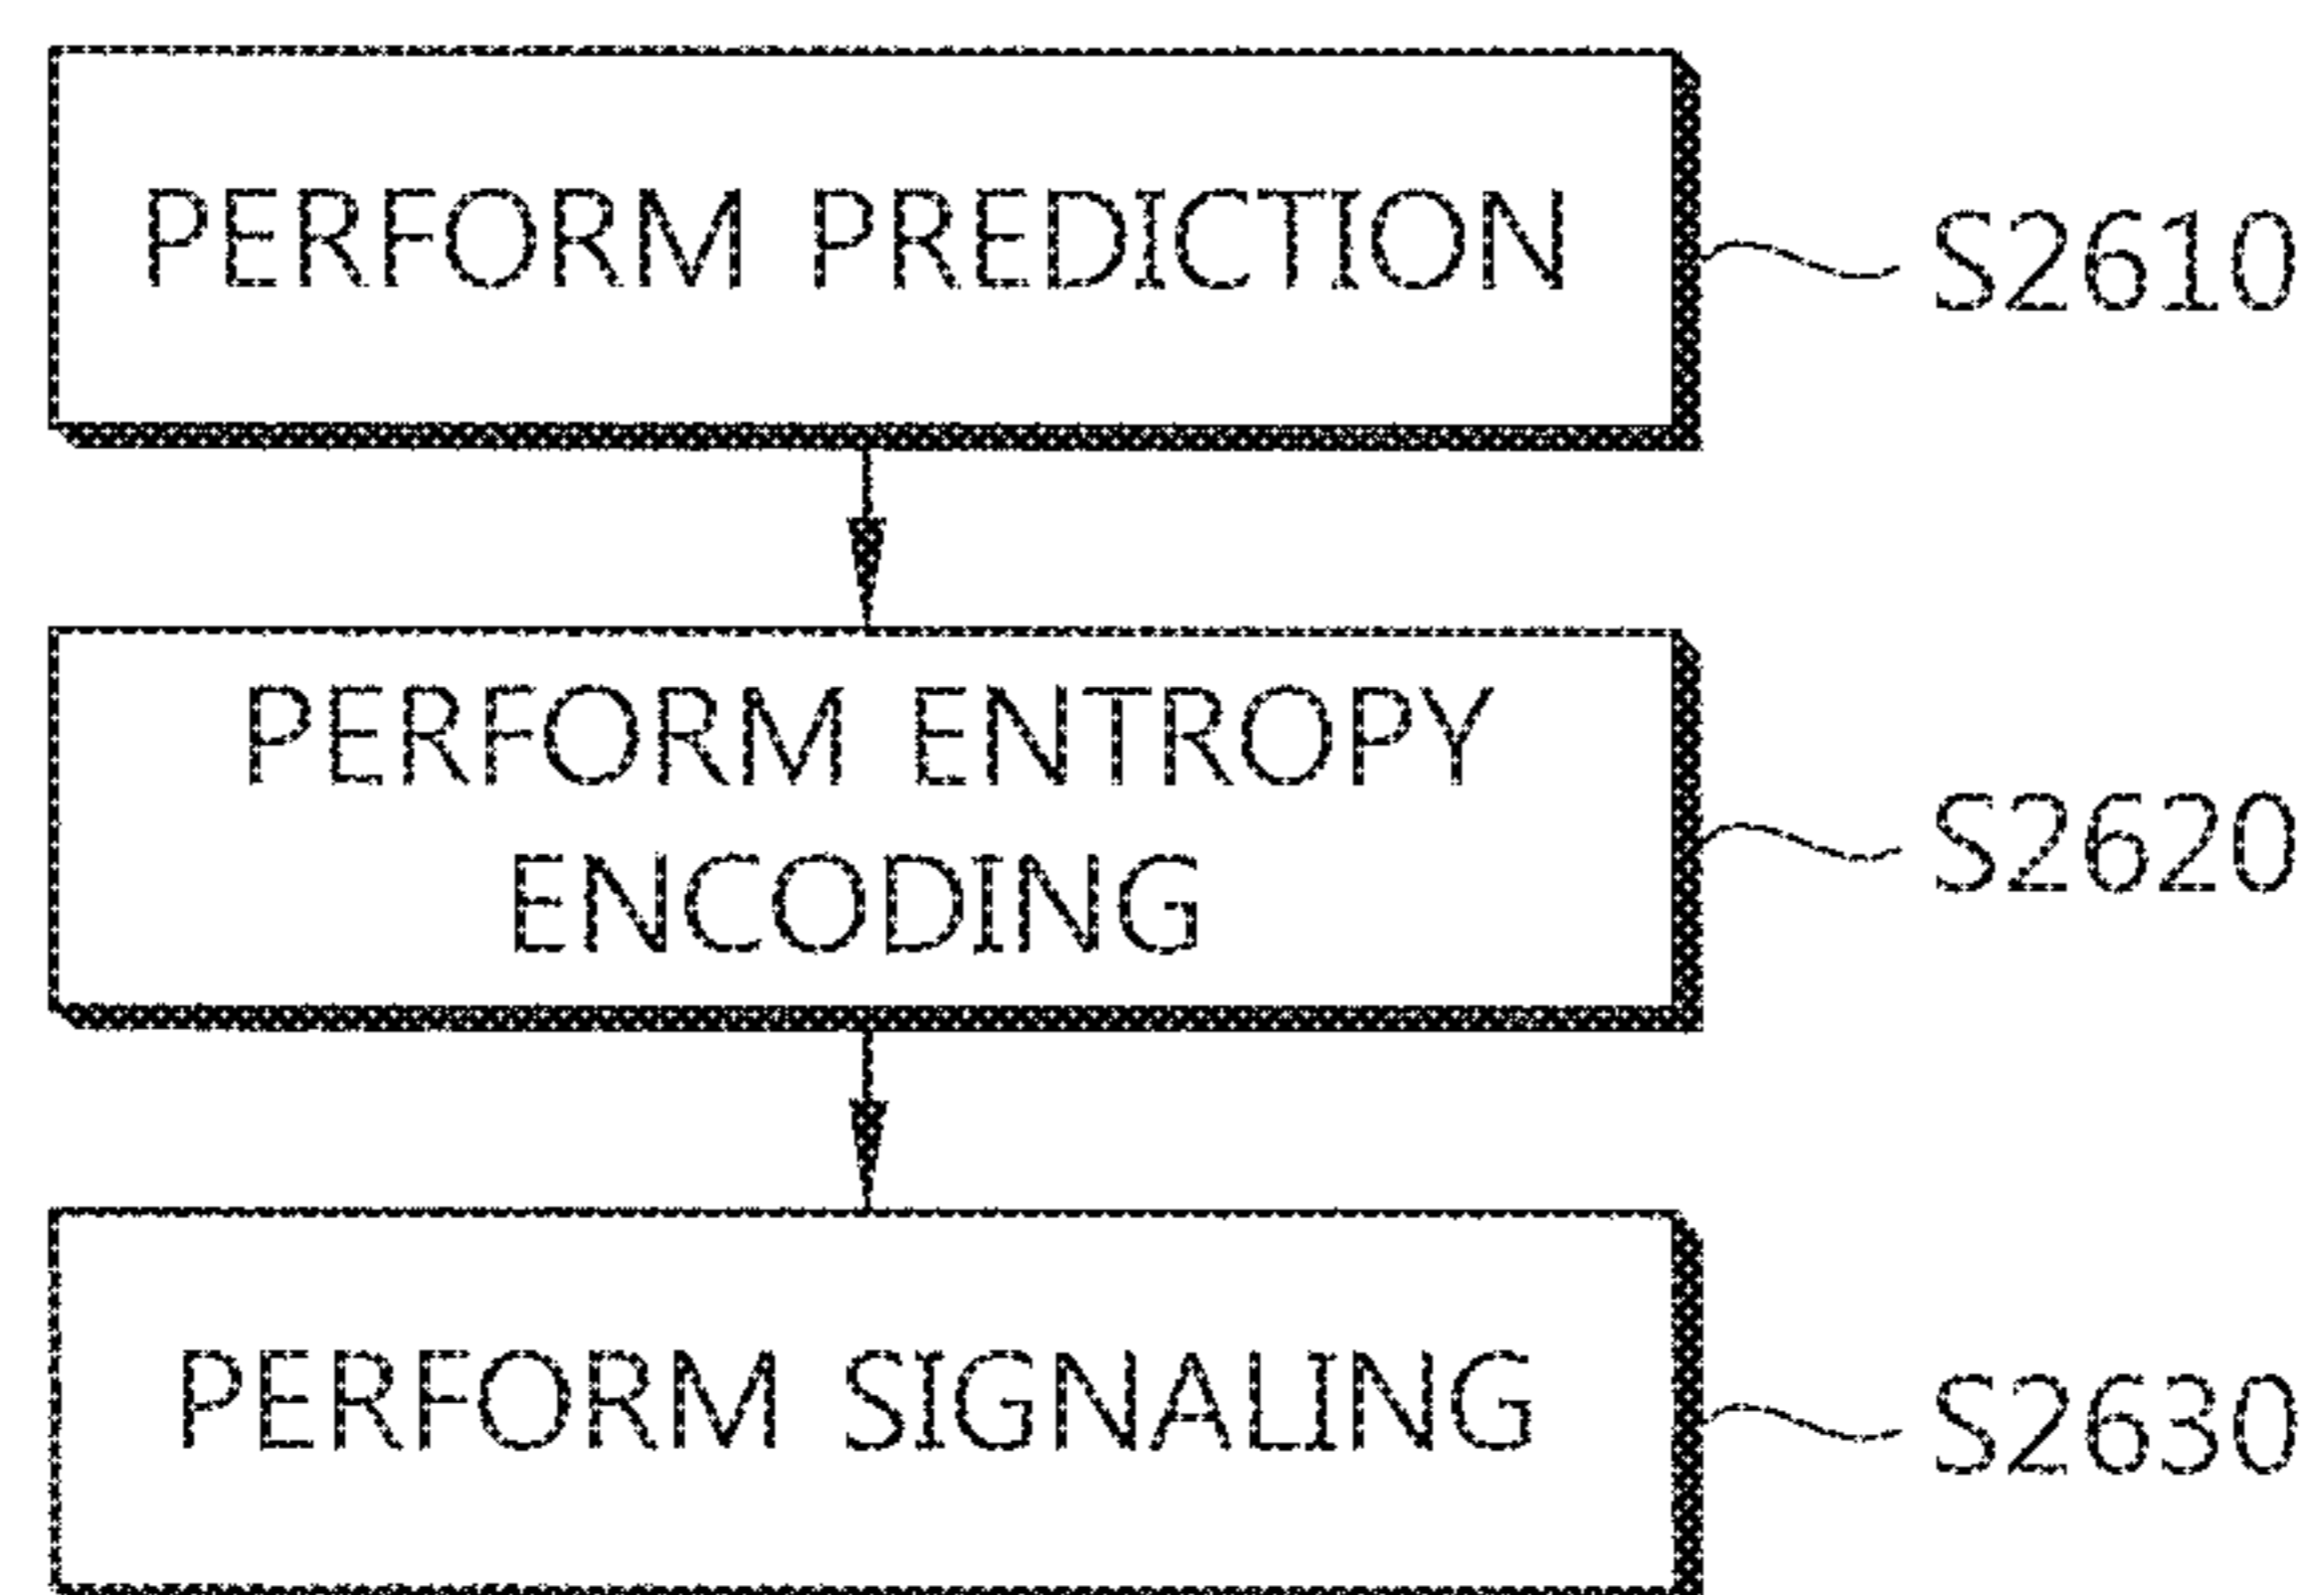 PERFORM PREDICTION
S2610
PERFORM ENTROPY
ENCODING
S2620
PERFORM SIGNALING
S2630